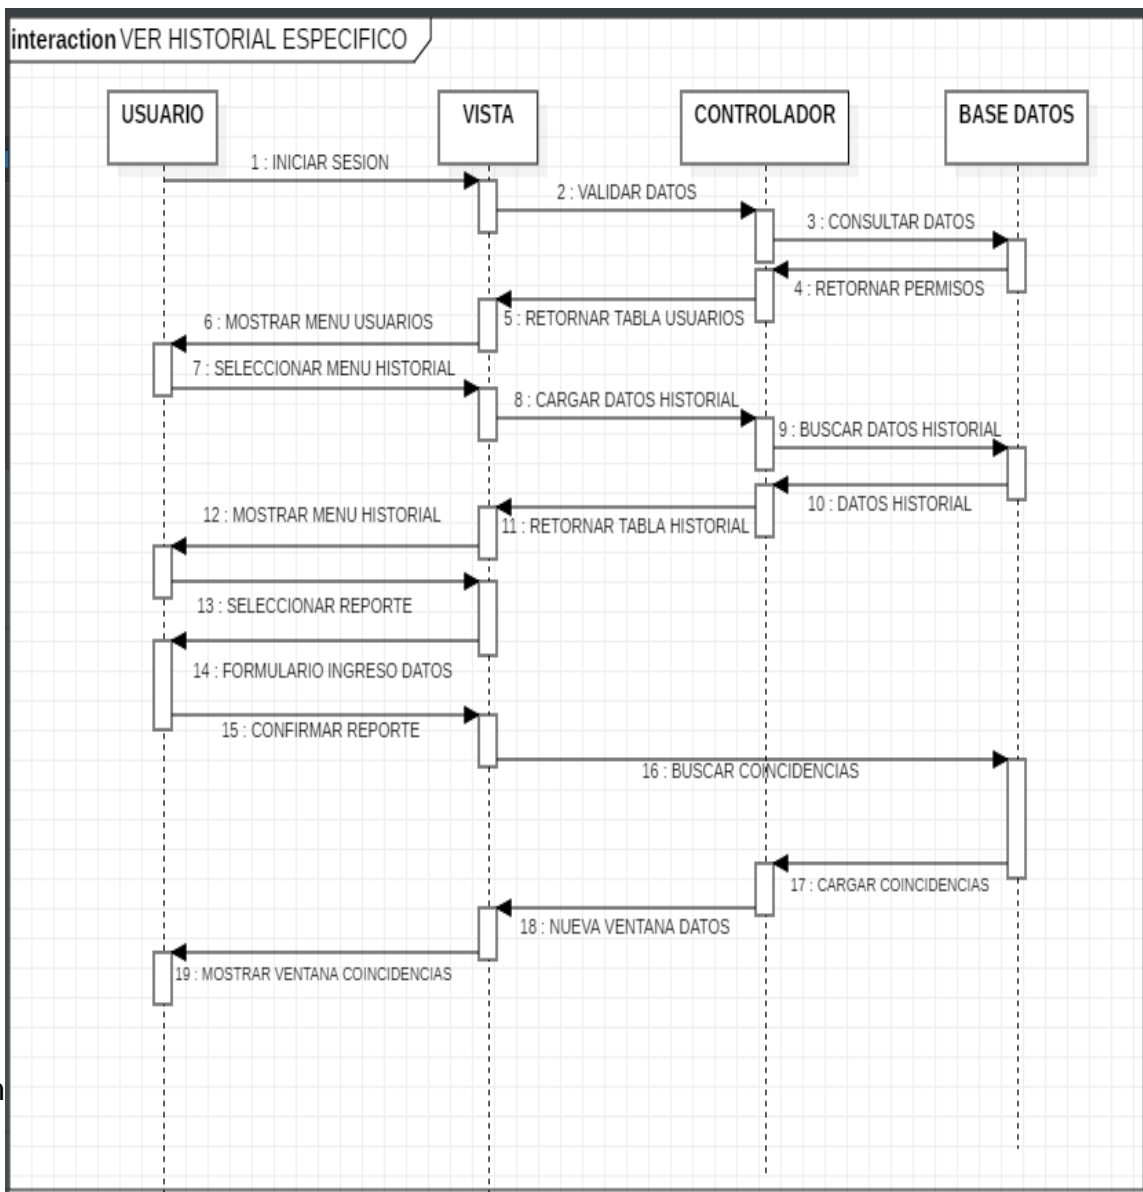 interaction VER HISTORIAL ESPECIFICO
USUARIO
VISTA
CONTROLADOR
BASE DATOS
1 : INICIAR SESION
2 : VALIDAR DATOS
3 : CONSULTAR DATOS
4 : RETORNAR PERMISOS
5 : RETORNAR TABLA USUARIOS
6 : MOSTRAR MENU USUARIOS
7 : SELECCIONAR MENU HISTORIAL
8 : CARGAR DATOS HISTORIAL
9 : BUSCAR DATOS HISTORIAL
10 : DATOS HISTORIAL
11 : RETORNAR TABLA HISTORIAL
12 : MOSTRAR MENU HISTORIAL
13 : SELECCIONAR REPORTE
14 : FORMULARIO INGRESO DATOS
15 : CONFIRMAR REPORTE
16 : BUSCAR COINCIDENCIAS
17 : CARGAR COINCIDENCIAS
18 : NUEVA VENTANA DATOS
19 : MOSTRAR VENTANA COINCIDENCIAS